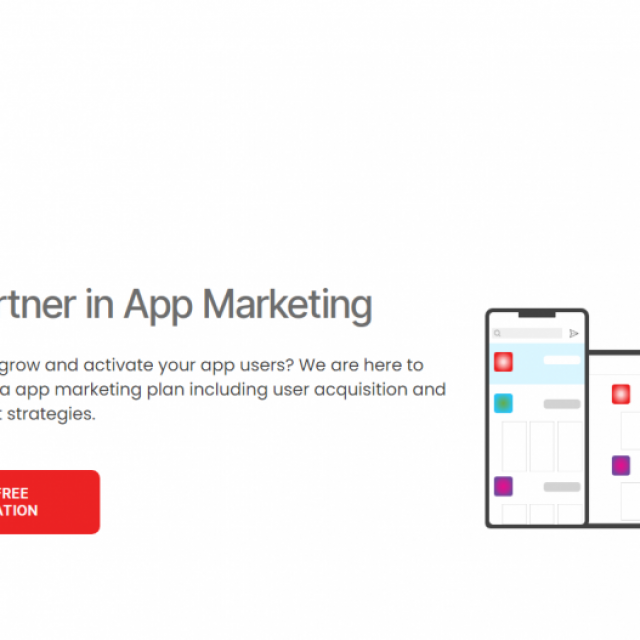 rtner in App Marketing
grow and activate your app users? We are here to
a app marketing plan including user acquisition and
strategies.
FREE
ATION